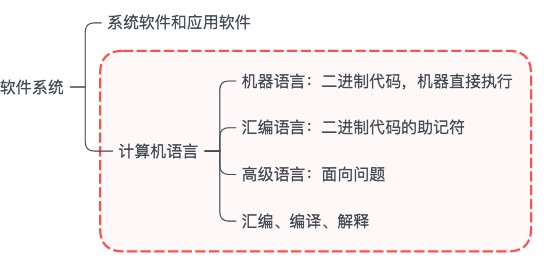 系统软件和应用软件
软件系统
机器语言：二进制代码，机器直接执行
汇编语言：二进制代码的助记符
计算机语言
高级语言：面向问题
汇编、编译、解释